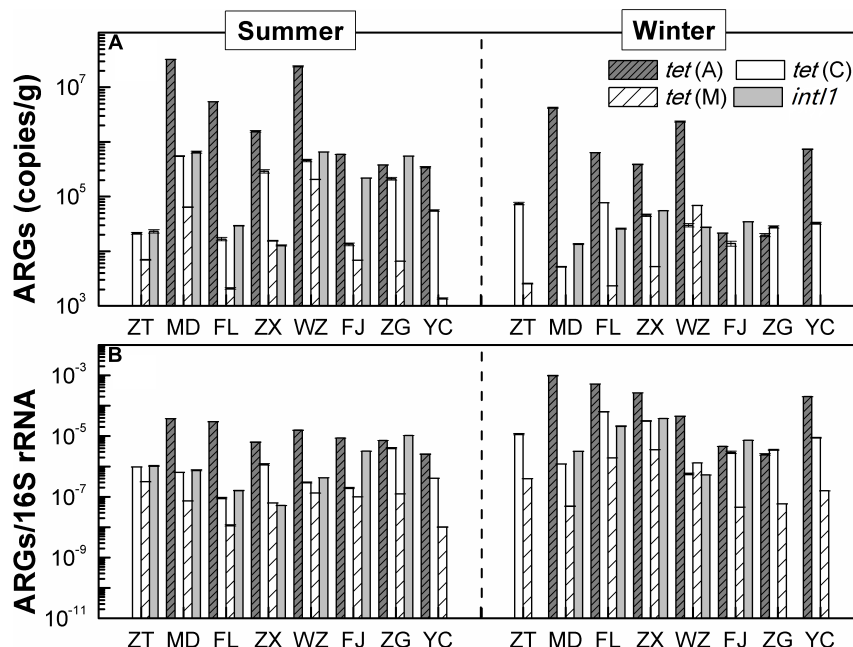 Summer Winter
A
tet (A) tet (C)
tet (M) intI1
ARGs (copies/g)
10^7
10^5
10^3
ZT MD FL ZX WZ FJ ZG YC ZT MD FL ZX WZ FJ ZG YC
B
ARGs/16S rRNA
10^-3
10^-5
10^-7
10^-9
10^-11
ZT MD FL ZX WZ FJ ZG YC ZT MD FL ZX WZ FJ ZG YC